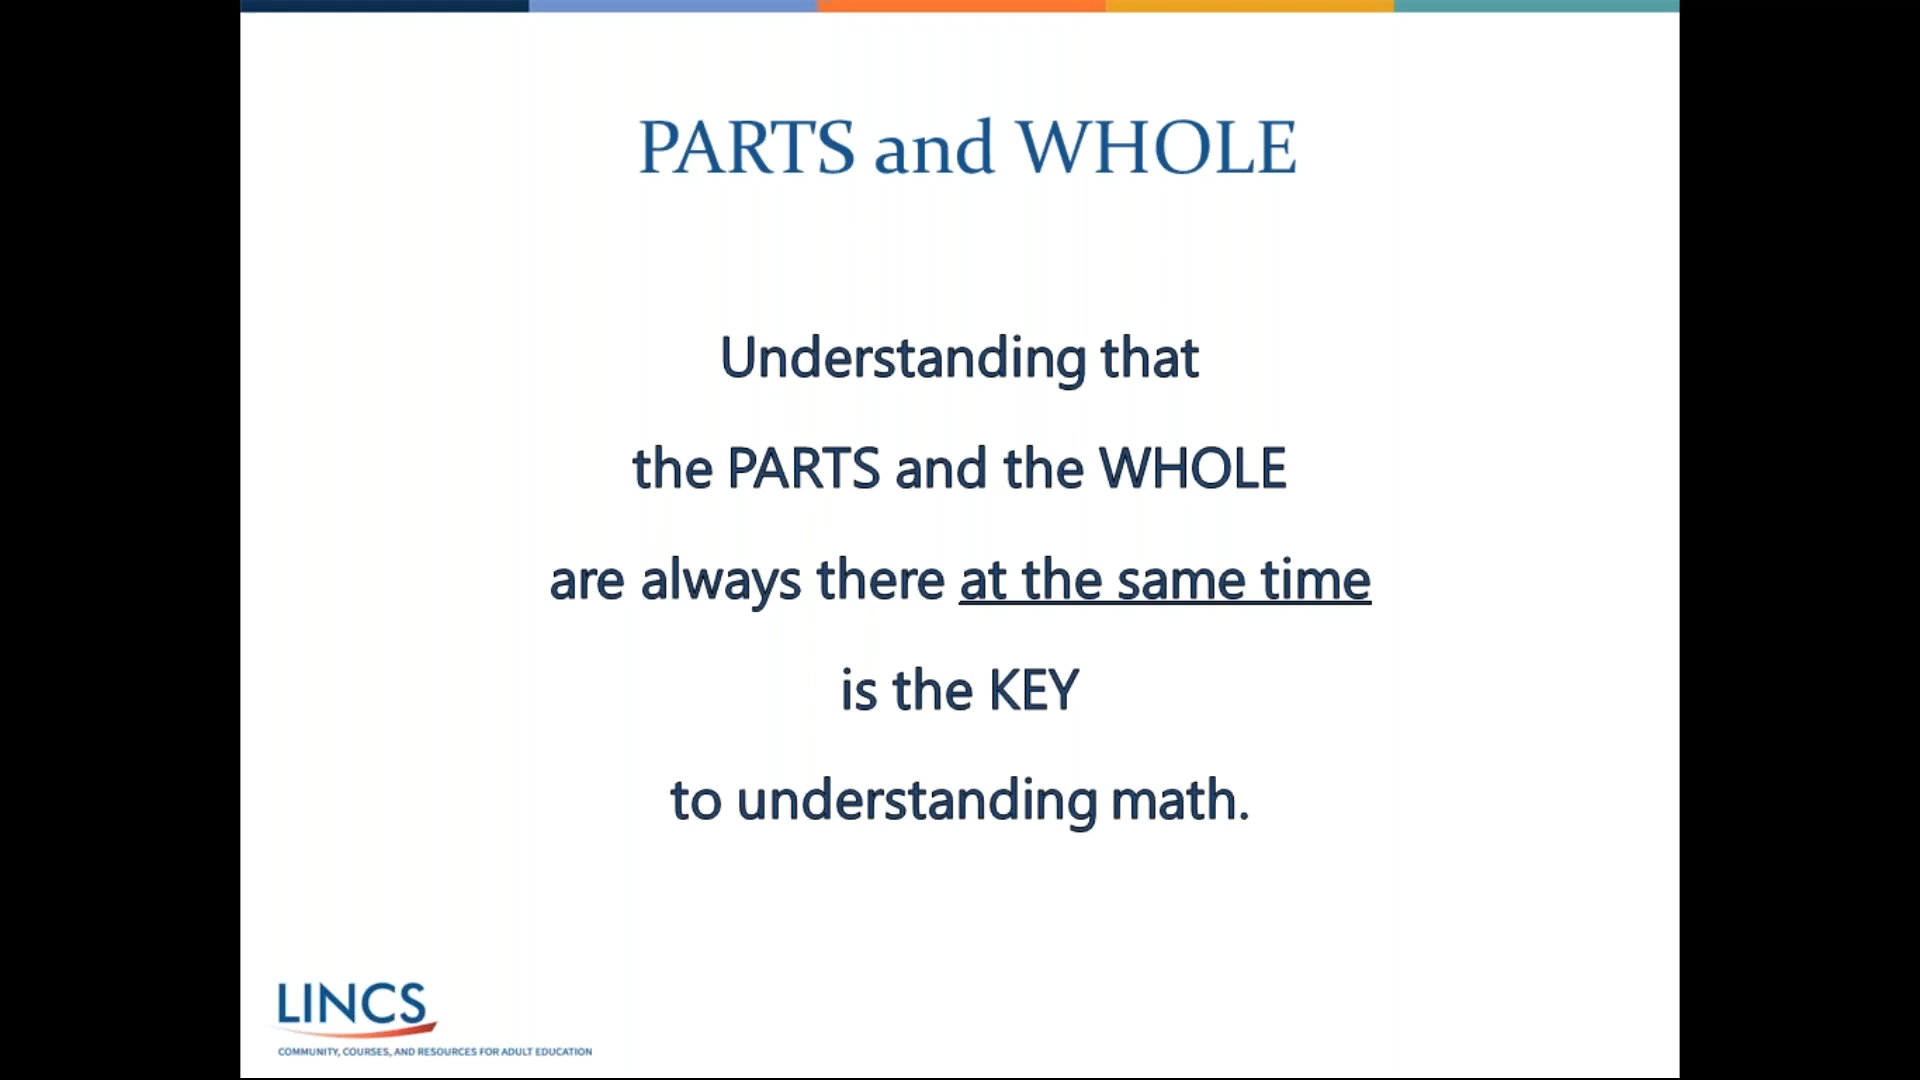 PARTS and WHOLE
Understanding that
the PARTS and the WHOLE
are always there at the same time
is the KEY
to understanding math.
LINCS
COMMUNITY, COURSES, AND RESOURCES FOR ADULT EDUCATION